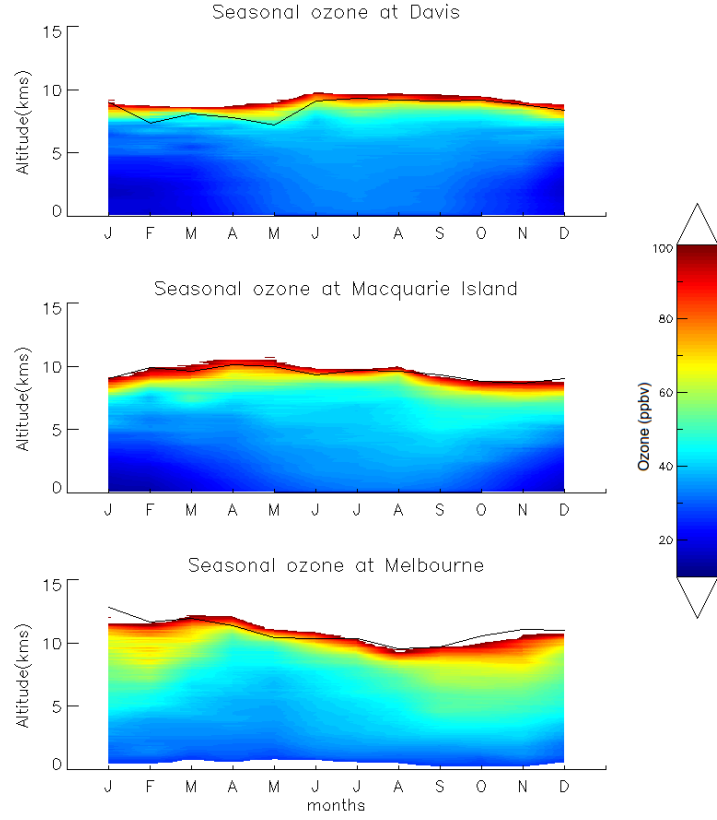 Seasonal ozone at Davis
15
10
5
0
Altitude(kms)
J F M A M J J A S O N D
Seasonal ozone at Macquarie Island
15
10
5
0
Altitude(kms)
J F M A M J J A S O N D
Seasonal ozone at Melbourne
15
10
5
0
Altitude(kms)
J F M A M J J A S O N D
months
100
80
60
40
20
Ozone (ppbv)